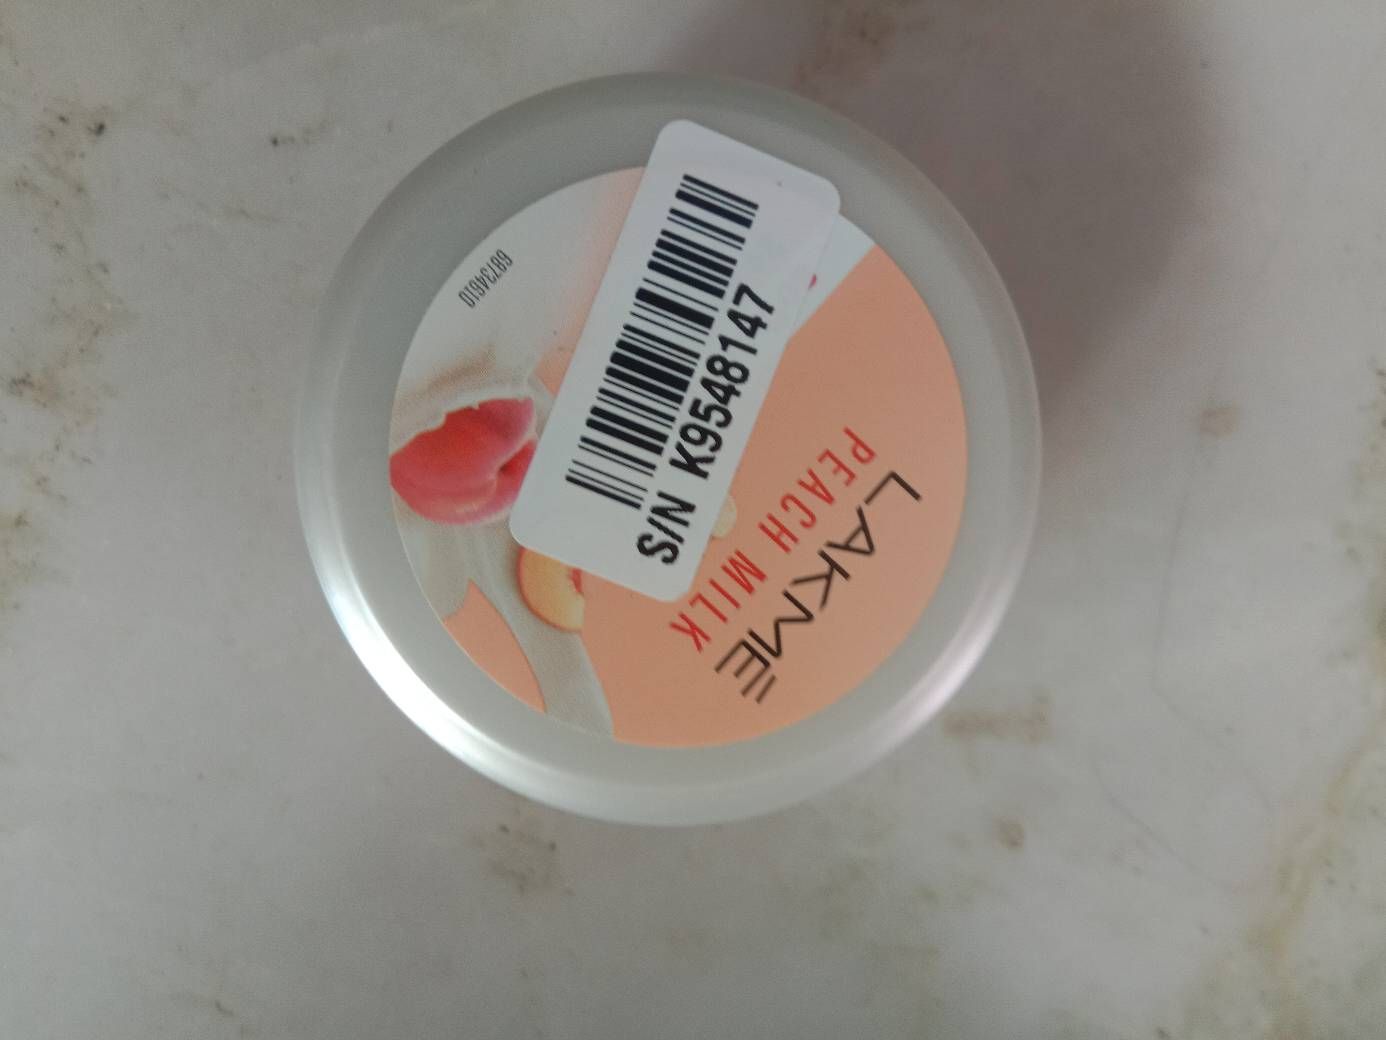 LAKMĒ
PEACH MILK
S/N K9548147
68734610